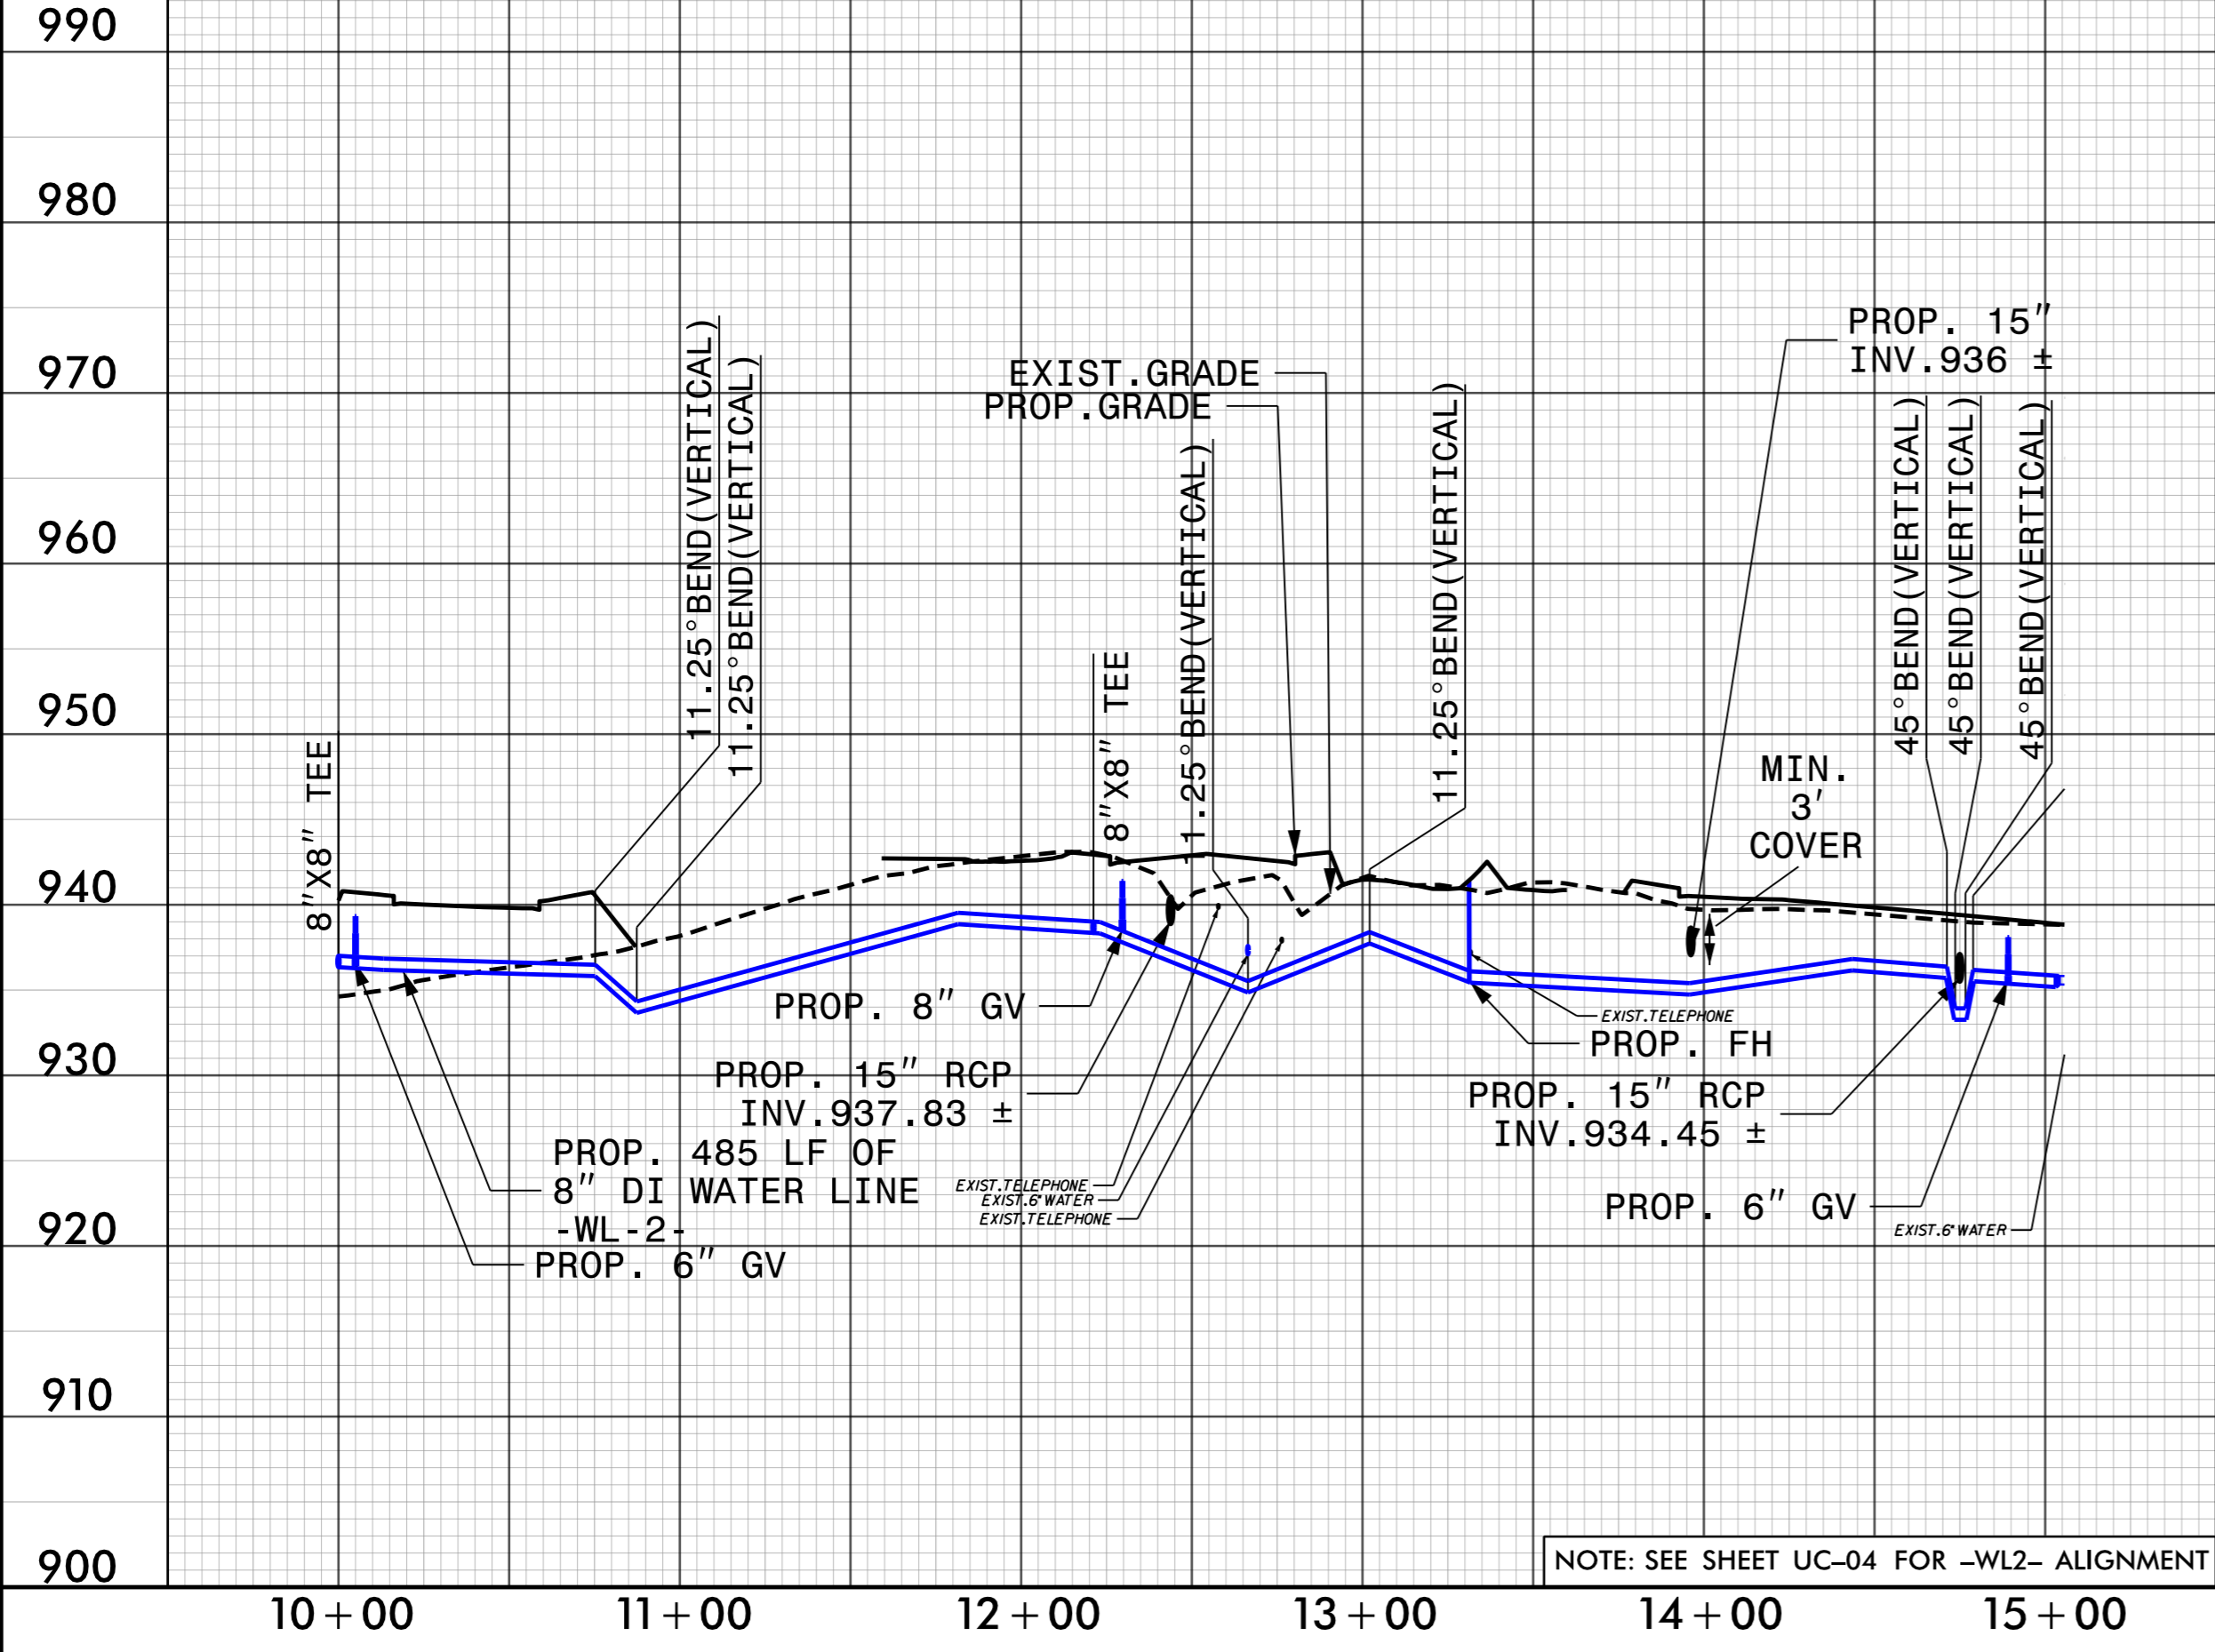 990
980
970
960
950
940
930
920
910
900
10+00
11+00
12+00
13+00
14+00
15+00
8"X8" TEE
11.25°BEND(VERTICAL)
11.25°BEND(VERTICAL)
EXIST.GRADE
PROP.GRADE
8"X8" TEE
1.25°BEND(VERTICAL)
11.25°BEND(VERTICAL)
PROP. 15"
INV.936 ±
45°BEND(VERTICAL)
45°BEND(VERTICAL)
45°BEND(VERTICAL)
MIN.
3'
COVER
PROP. 8" GV
PROP. 15" RCP
INV.937.83 ±
PROP. 485 LF OF
8" DI WATER LINE
-WL-2-
PROP. 6" GV
EXIST.TELEPHONE
EXIST.6"WATER
EXIST.TELEPHONE
EXIST.TELEPHONE
PROP. FH
PROP. 15" RCP
INV.934.45 ±
PROP. 6" GV
EXIST.6"WATER
NOTE: SEE SHEET UC–04 FOR –WL2– ALIGNMENT